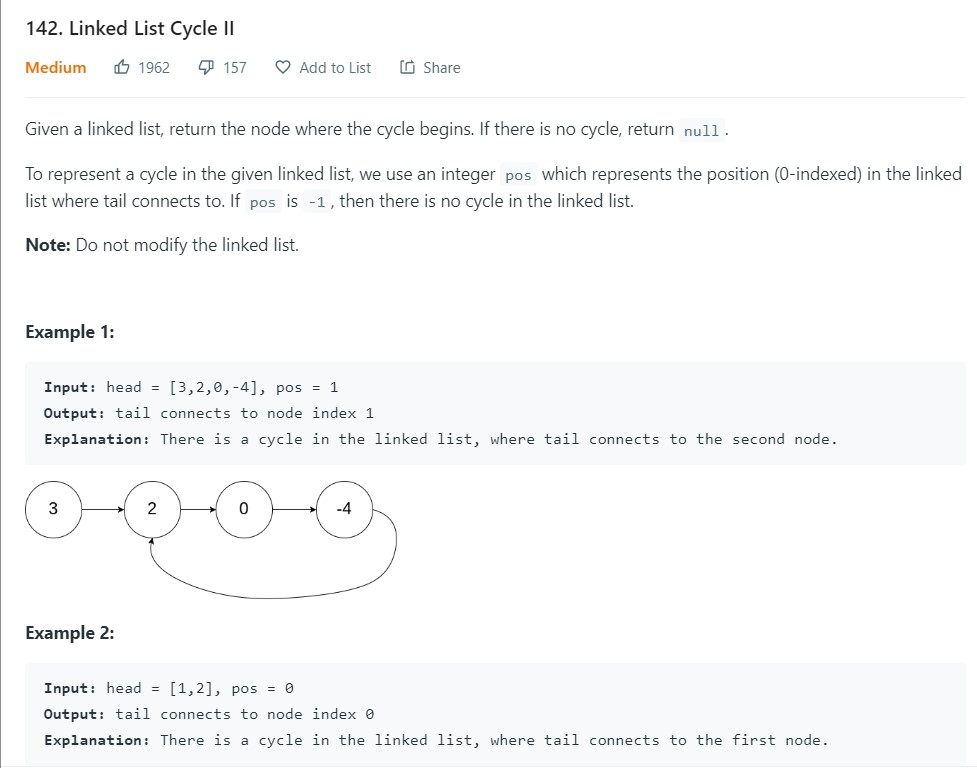 142. Linked List Cycle II
Medium 1962 157 Add to List Share
Given a linked list, return the node where the cycle begins. If there is no cycle, return null .
To represent a cycle in the given linked list, we use an integer pos which represents the position (0-indexed) in the linked
list where tail connects to. If pos is -1 , then there is no cycle in the linked list.
Note: Do not modify the linked list.
Example 1:
Input: head = [3,2,0,-4], pos = 1
Output: tail connects to node index 1
Explanation: There is a cycle in the linked list, where tail connects to the second node.
3 2 0 -4
Example 2:
Input: head = [1,2], pos = 0
Output: tail connects to node index 0
Explanation: There is a cycle in the linked list, where tail connects to the first node.